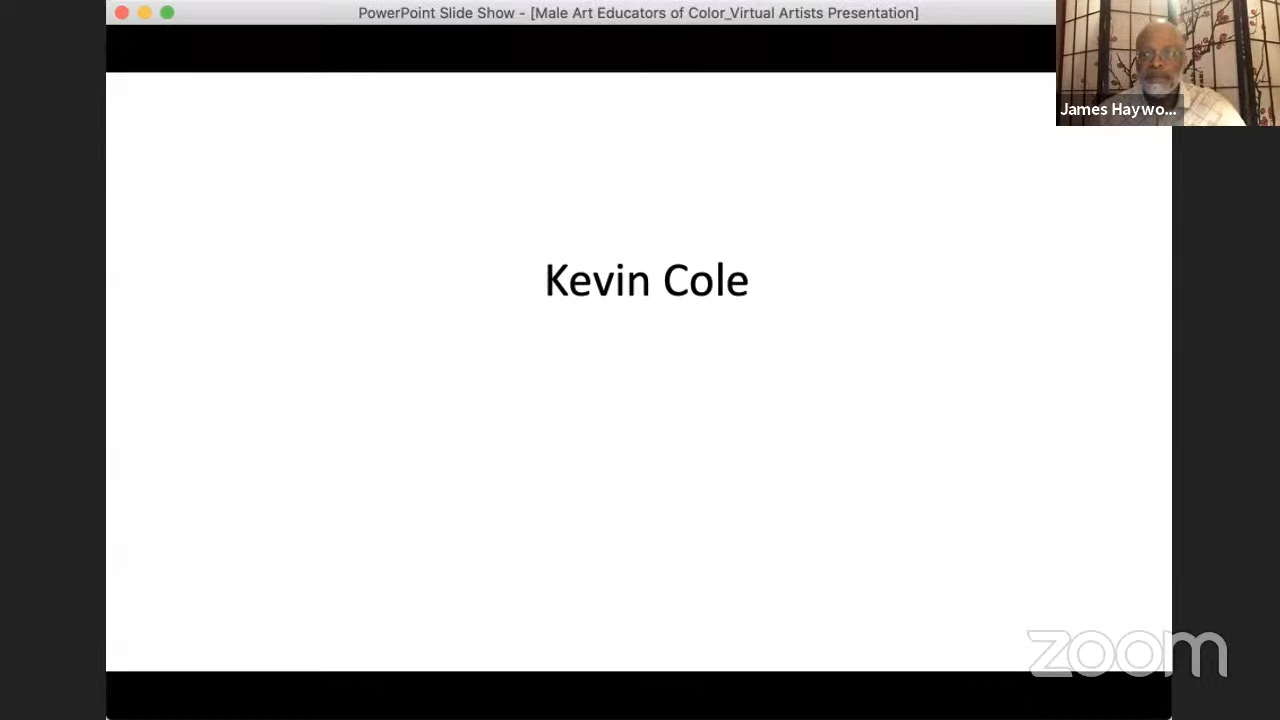 PowerPoint Slide Show - [Male Art Educators of Color_Virtual Artists Presentation]
James Haywo...
Kevin Cole
zoom